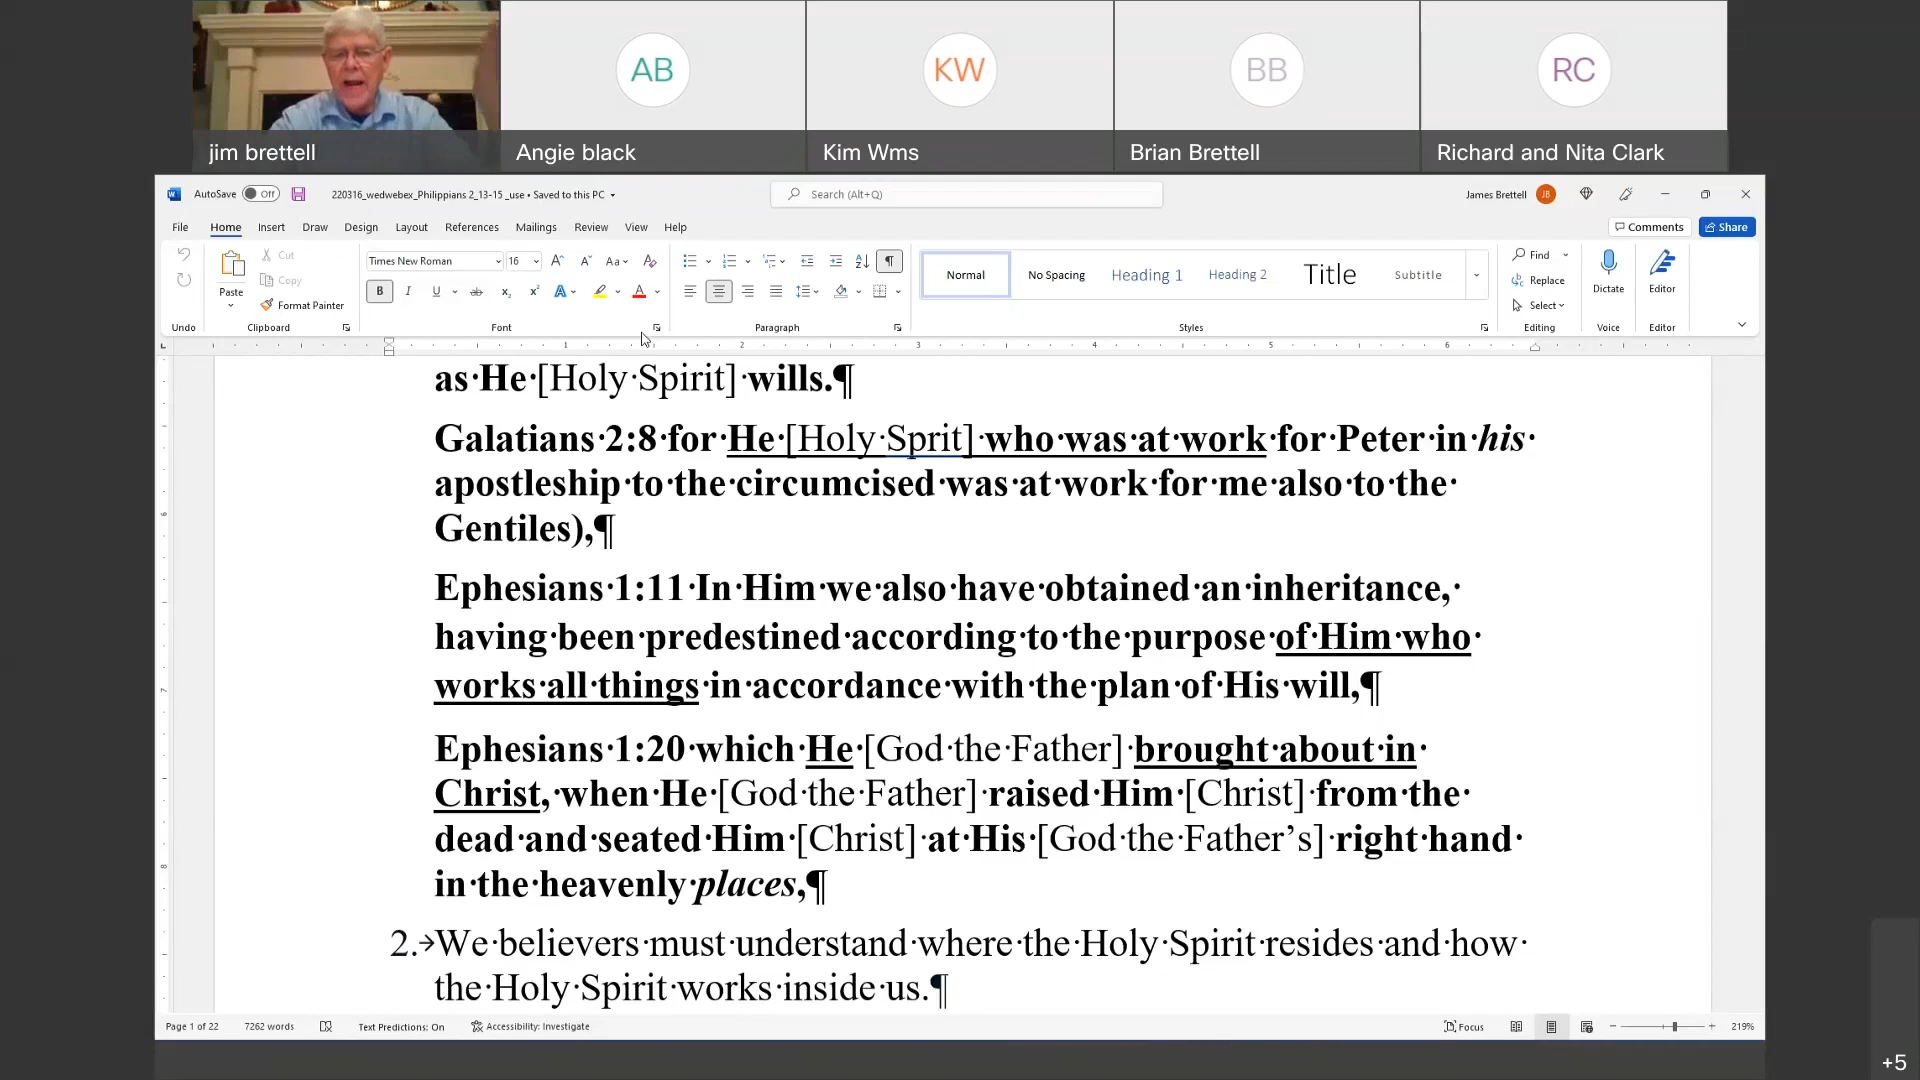 AB
KW
BB
RC
jim brettell
Angie black
Kim Wms
Brian Brettell
Richard and Nita Clark
AutoSave Off
220316_wedwebex_Philippians 2_13-15 _use • Saved to this PC
Search (Alt+Q)
James Brettell JB
File Home Insert Draw Design Layout References Mailings Review View Help
Comments Share
Paste
Cut
Copy
Format Painter
Times New Roman 16
Normal
No Spacing
Heading 1
Heading 2
Title
Subtitle
Find
Replace
Select
Dictate
Editor
Undo Clipboard Font Paragraph Styles Editing Voice Editor
1 2 3 4 5 6
as He [Holy Spirit] wills.¶
Galatians 2:8 for He [Holy Sprit] who was at work for Peter in his
apostleship to the circumcised was at work for me also to the
Gentiles),¶
Ephesians 1:11 In Him we also have obtained an inheritance,
having been predestined according to the purpose of Him who
works all things in accordance with the plan of His will,¶
Ephesians 1:20 which He [God the Father] brought about in
Christ, when He [God the Father] raised Him [Christ] from the
dead and seated Him [Christ] at His [God the Father’s] right hand
in the heavenly places,¶
2.→We believers must understand where the Holy Spirit resides and how
the Holy Spirit works inside us.¶
Page 1 of 22 7262 words Text Predictions: On Accessibility: Investigate Focus 219%
+5